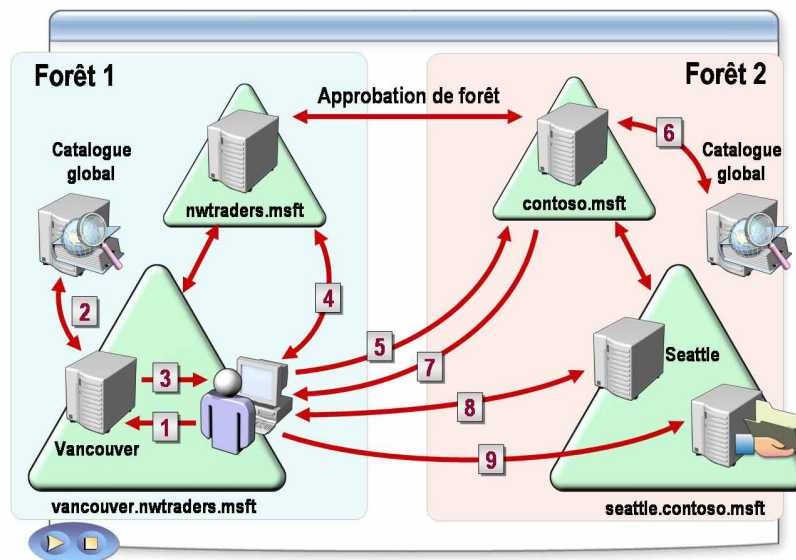 Forêt 1
Forêt 2
Approbation de forêt
6
Catalogue
global
Catalogue
global
nwtraders.msft
contoso.msft
4
2
5
7
Seattle
3
8
1
Vancouver
9
vancouver.nwtraders.msft
seattle.contoso.msft